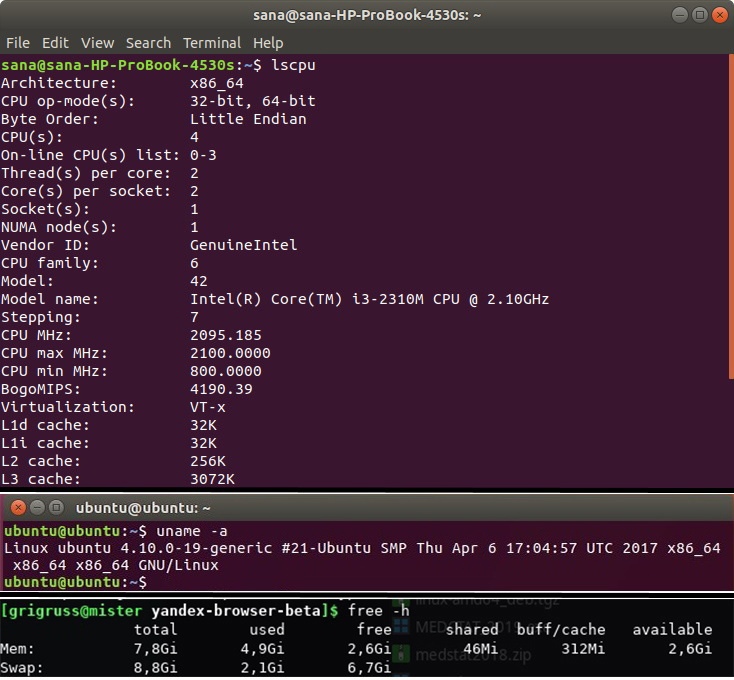 sana@sana-HP-ProBook-4530s: ~
File Edit View Search Terminal Help
sana@sana-HP-ProBook-4530s:~$ lscpu
Architecture: x86_64
CPU op-mode(s): 32-bit, 64-bit
Byte Order: Little Endian
CPU(s): 4
On-line CPU(s) list: 0-3
Thread(s) per core: 2
Core(s) per socket: 2
Socket(s): 1
NUMA node(s): 1
Vendor ID: GenuineIntel
CPU family: 6
Model: 42
Model name: Intel(R) Core(TM) i3-2310M CPU @ 2.10GHz
Stepping: 7
CPU MHz: 2095.185
CPU max MHz: 2100.0000
CPU min MHz: 800.0000
BogoMIPS: 4190.39
Virtualization: VT-x
L1d cache: 32K
L1i cache: 32K
L2 cache: 256K
L3 cache: 3072K
ubuntu@ubuntu: ~
ubuntu@ubuntu:~$ uname -a
Linux ubuntu 4.10.0-19-generic #21-Ubuntu SMP Thu Apr 6 17:04:57 UTC 2017 x86_64
x86_64 x86_64 GNU/Linux
ubuntu@ubuntu:~$
[grigruss@mister yandex-browser-beta]$ free -h
total used free shared buff/cache available
Mem: 7,8Gi 4,9Gi 2,6Gi 46Mi 312Mi 2,6Gi
medstat2018.zip
Swap: 8,8Gi 2,1Gi 6,7Gi